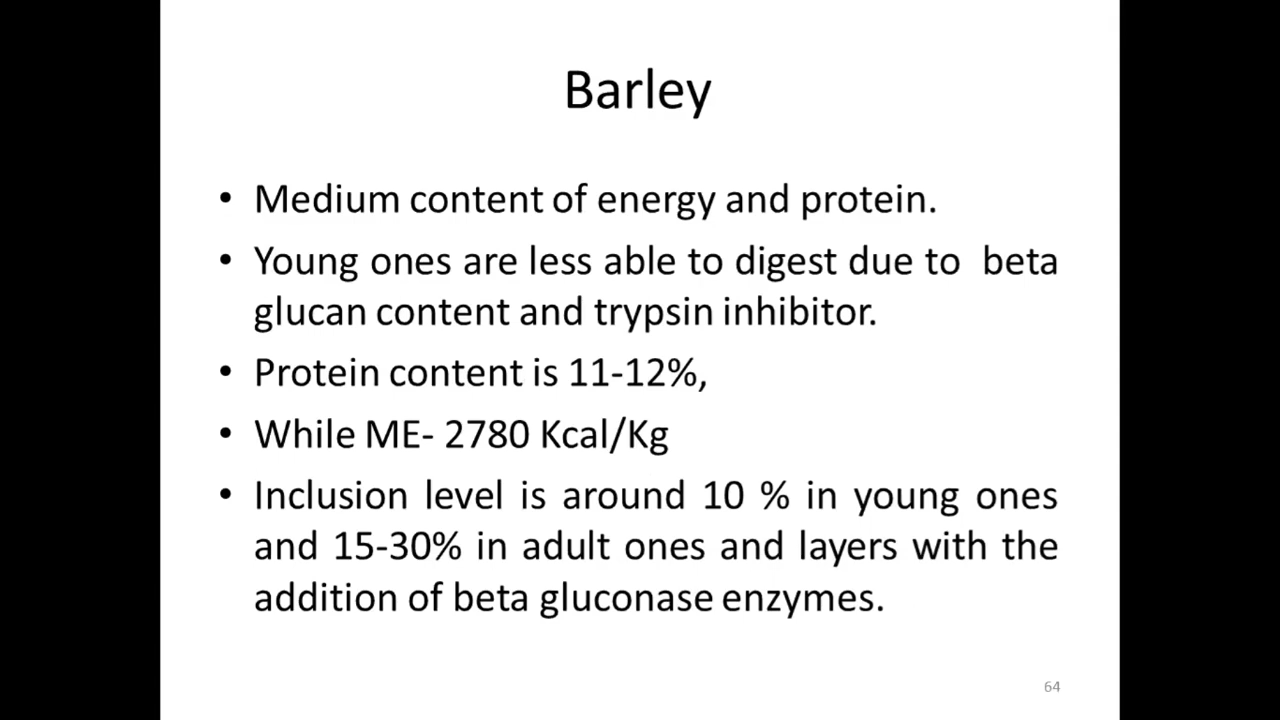 Barley
• Medium content of energy and protein.
• Young ones are less able to digest due to beta
glucan content and trypsin inhibitor.
• Protein content is 11-12%,
• While ME- 2780 Kcal/Kg
• Inclusion level is around 10 % in young ones
and 15-30% in adult ones and layers with the
addition of beta gluconase enzymes.
64